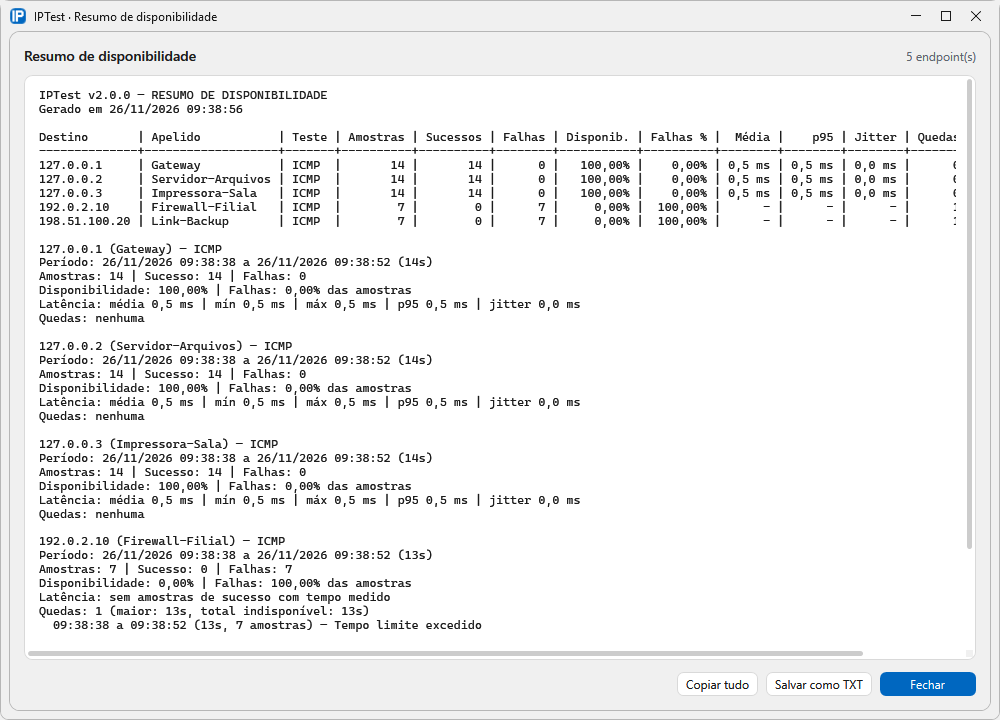 IPTest · Resumo de disponibilidade
Resumo de disponibilidade
5 endpoint(s)
IPTest v2.0.0 — RESUMO DE DISPONIBILIDADE
Gerado em 26/11/2026 09:38:56
Destino | Apelido | Teste | Amostras | Sucessos | Falhas | Disponib. | Falhas % | Média | p95 | Jitter | Quedas
127.0.0.1 | Gateway | ICMP | 14 | 14 | 0 | 100,00% | 0,00% | 0,5 ms | 0,5 ms | 0,0 ms |
127.0.0.2 | Servidor-Arquivos | ICMP | 14 | 14 | 0 | 100,00% | 0,00% | 0,5 ms | 0,5 ms | 0,0 ms |
127.0.0.3 | Impressora-Sala | ICMP | 14 | 14 | 0 | 100,00% | 0,00% | 0,5 ms | 0,5 ms | 0,0 ms |
192.0.2.10 | Firewall-Filial | ICMP | 7 | 0 | 7 | 0,00% | 100,00% | - | - | - |
198.51.100.20 | Link-Backup | ICMP | 7 | 0 | 7 | 0,00% | 100,00% | - | - | - |
127.0.0.1 (Gateway) — ICMP
Período: 26/11/2026 09:38:38 a 26/11/2026 09:38:52 (14s)
Amostras: 14 | Sucesso: 14 | Falhas: 0
Disponibilidade: 100,00% | Falhas: 0,00% das amostras
Latência: média 0,5 ms | mín 0,5 ms | máx 0,5 ms | p95 0,5 ms | jitter 0,0 ms
Quedas: nenhuma
127.0.0.2 (Servidor-Arquivos) — ICMP
Período: 26/11/2026 09:38:38 a 26/11/2026 09:38:52 (14s)
Amostras: 14 | Sucesso: 14 | Falhas: 0
Disponibilidade: 100,00% | Falhas: 0,00% das amostras
Latência: média 0,5 ms | mín 0,5 ms | máx 0,5 ms | p95 0,5 ms | jitter 0,0 ms
Quedas: nenhuma
127.0.0.3 (Impressora-Sala) — ICMP
Período: 26/11/2026 09:38:38 a 26/11/2026 09:38:52 (14s)
Amostras: 14 | Sucesso: 14 | Falhas: 0
Disponibilidade: 100,00% | Falhas: 0,00% das amostras
Latência: média 0,5 ms | mín 0,5 ms | máx 0,5 ms | p95 0,5 ms | jitter 0,0 ms
Quedas: nenhuma
192.0.2.10 (Firewall-Filial) — ICMP
Período: 26/11/2026 09:38:38 a 26/11/2026 09:38:52 (13s)
Amostras: 7 | Sucesso: 0 | Falhas: 7
Disponibilidade: 0,00% | Falhas: 100,00% das amostras
Latência: sem amostras de sucesso com tempo medido
Quedas: 1 (maior: 13s, total indisponível: 13s)
09:38:38 a 09:38:52 (13s, 7 amostras) — Tempo limite excedido
Copiar tudo
Salvar como TXT
Fechar